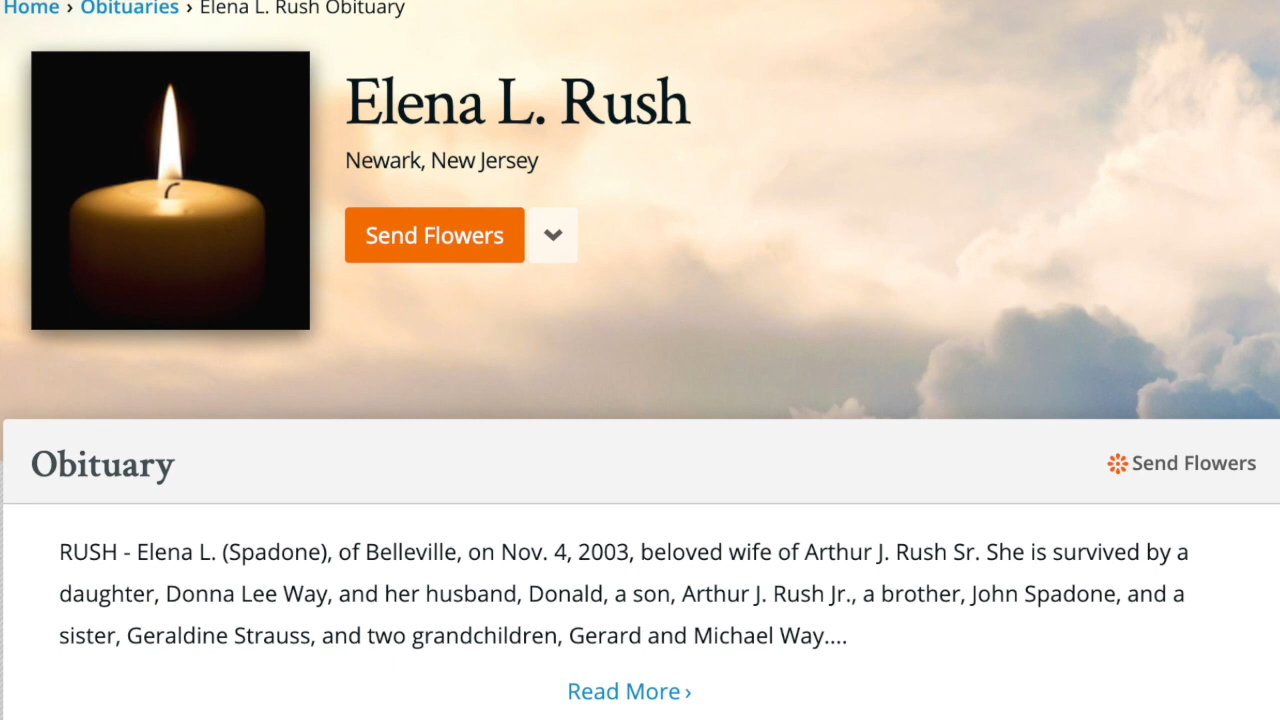 Home › Obituaries › Elena L. Rush Obituary
Elena L. Rush
Newark, New Jersey
Send Flowers
Obituary
Send Flowers
RUSH - Elena L. (Spadone), of Belleville, on Nov. 4, 2003, beloved wife of Arthur J. Rush Sr. She is survived by a
daughter, Donna Lee Way, and her husband, Donald, a son, Arthur J. Rush Jr., a brother, John Spadone, and a
sister, Geraldine Strauss, and two grandchildren, Gerard and Michael Way....
Read More ›